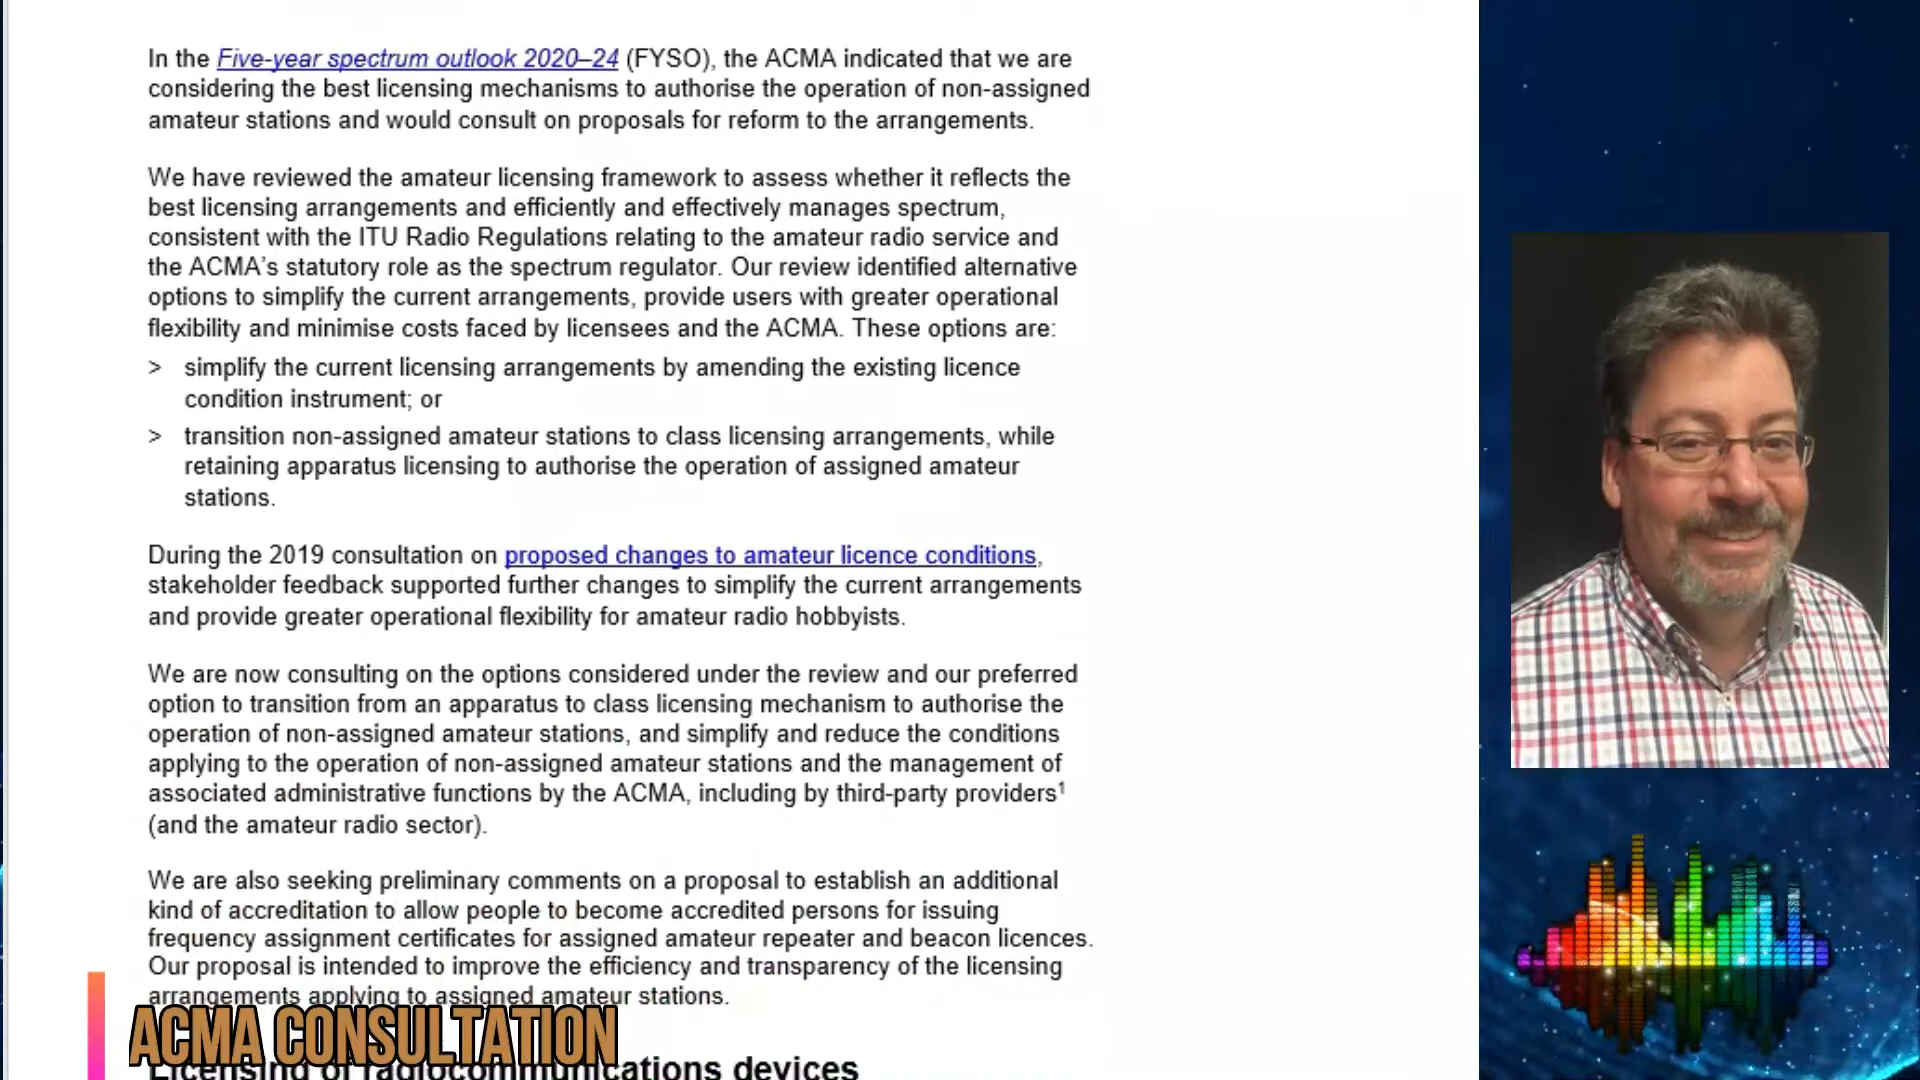 In the Five-year spectrum outlook 2020–24 (FYSO), the ACMA indicated that we are
considering the best licensing mechanisms to authorise the operation of non-assigned
amateur stations and would consult on proposals for reform to the arrangements.
We have reviewed the amateur licensing framework to assess whether it reflects the
best licensing arrangements and efficiently and effectively manages spectrum,
consistent with the ITU Radio Regulations relating to the amateur radio service and
the ACMA's statutory role as the spectrum regulator. Our review identified alternative
options to simplify the current arrangements, provide users with greater operational
flexibility and minimise costs faced by licensees and the ACMA. These options are:
> simplify the current licensing arrangements by amending the existing licence
condition instrument; or
> transition non-assigned amateur stations to class licensing arrangements, while
retaining apparatus licensing to authorise the operation of assigned amateur
stations.
During the 2019 consultation on proposed changes to amateur licence conditions,
stakeholder feedback supported further changes to simplify the current arrangements
and provide greater operational flexibility for amateur radio hobbyists.
We are now consulting on the options considered under the review and our preferred
option to transition from an apparatus to class licensing mechanism to authorise the
operation of non-assigned amateur stations, and simplify and reduce the conditions
applying to the operation of non-assigned amateur stations and the management of
associated administrative functions by the ACMA, including by third-party providers¹
(and the amateur radio sector).
We are also seeking preliminary comments on a proposal to establish an additional
kind of accreditation to allow people to become accredited persons for issuing
frequency assignment certificates for assigned amateur repeater and beacon licences.
Our proposal is intended to improve the efficiency and transparency of the licensing
arrangements applying to assigned amateur stations.
ACMA CONSULTATION
Licensing of radiocommunications devices